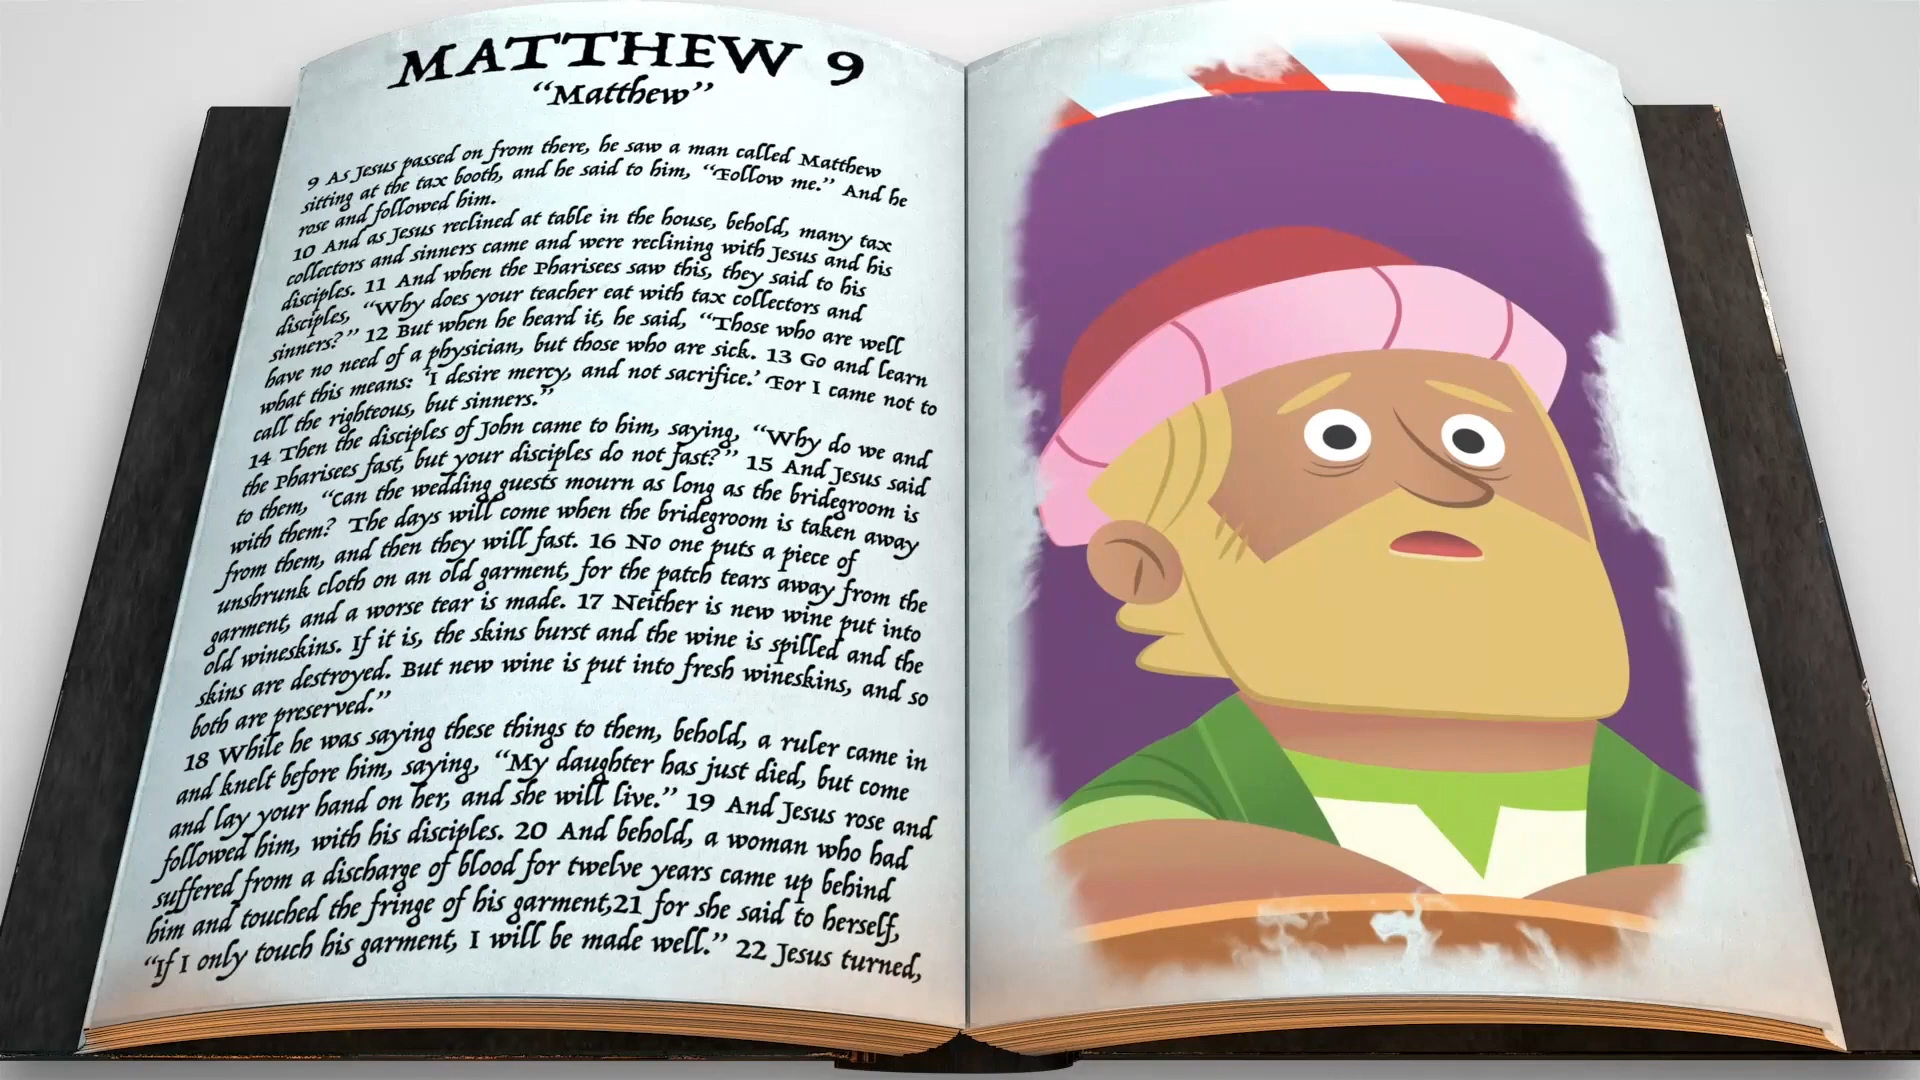 MATTHEW 9
“Matthew”
9 As Jesus passed on from there, he saw a man called Matthew
sitting at the tax booth, and he said to him, “Follow me.” And he
rose and followed him.
10 And as Jesus reclined at table in the house, behold, many tax
collectors and sinners came and were reclining with Jesus and his
disciples. 11 And when the Pharisees saw this, they said to his
disciples, “Why does your teacher eat with tax collectors and
sinners?” 12 But when he heard it, he said, “Those who are well
have no need of a physician, but those who are sick. 13 Go and learn
what this means: ‘I desire mercy, and not sacrifice.’ For I came not to
call the righteous, but sinners.”
14 Then the disciples of John came to him, saying, “Why do we and
the Pharisees fast, but your disciples do not fast?” 15 And Jesus said
to them, “Can the wedding guests mourn as long as the bridegroom is
with them? The days will come when the bridegroom is taken away
from them, and then they will fast. 16 No one puts a piece of
unshrunk cloth on an old garment, for the patch tears away from the
garment, and a worse tear is made. 17 Neither is new wine put into
old wineskins. If it is, the skins burst and the wine is spilled and the
skins are destroyed. But new wine is put into fresh wineskins, and so
both are preserved.”
18 While he was saying these things to them, behold, a ruler came in
and knelt before him, saying, “My daughter has just died, but come
and lay your hand on her, and she will live.” 19 And Jesus rose and
followed him, with his disciples. 20 And behold, a woman who had
suffered from a discharge of blood for twelve years came up behind
him and touched the fringe of his garment,21 for she said to herself,
“If I only touch his garment, I will be made well.” 22 Jesus turned,